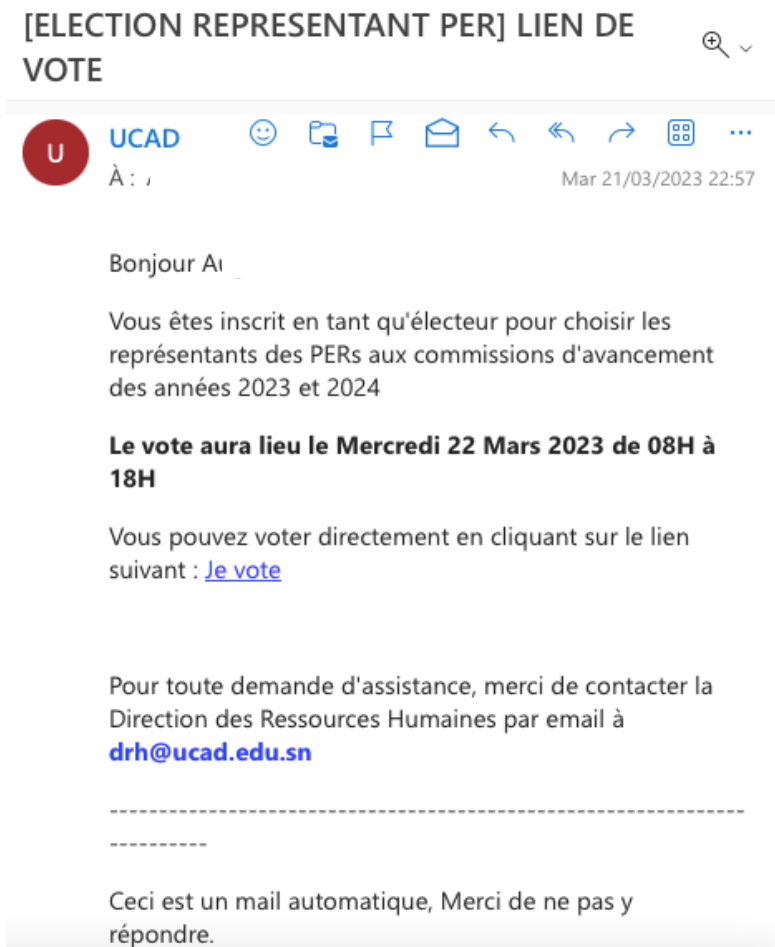 [ELECTION REPRESENTANT PER] LIEN DE
VOTE
U
UCAD
À :
Mar 21/03/2023 22:57
Bonjour
Vous êtes inscrit en tant qu'électeur pour choisir les
représentants des PERs aux commissions d'avancement
des années 2023 et 2024
Le vote aura lieu le Mercredi 22 Mars 2023 de 08H à
18H
Vous pouvez voter directement en cliquant sur le lien
suivant : Je vote
Pour toute demande d'assistance, merci de contacter la
Direction des Ressources Humaines par email à
drh@ucad.edu.sn
-----------------------------------------------------------------
----------
Ceci est un mail automatique, Merci de ne pas y
répondre.